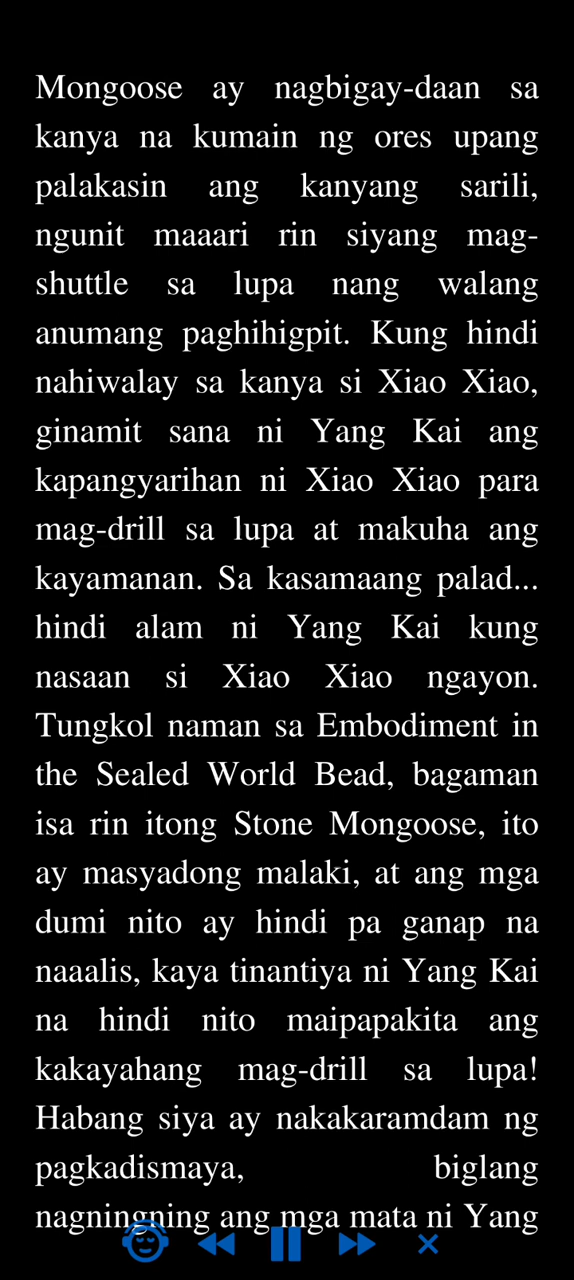 Mongoose ay nagbigay-daan sa
kanya na kumain ng ores upang
palakasin ang kanyang sarili,
ngunit maaari rin siyang mag-
shuttle sa lupa nang walang
anumang paghihigpit. Kung hindi
nahiwalay sa kanya si Xiao Xiao,
ginamit sana ni Yang Kai ang
kapangyarihan ni Xiao Xiao para
mag-drill sa lupa at makuha ang
kayamanan. Sa kasamaang palad...
hindi alam ni Yang Kai kung
nasaan si Xiao Xiao ngayon.
Tungkol naman sa Embodiment in
the Sealed World Bead, bagaman
isa rin itong Stone Mongoose, ito
ay masyadong malaki, at ang mga
dumi nito ay hindi pa ganap na
naaalis, kaya tinantiya ni Yang Kai
na hindi nito maipapakita ang
kakayahang mag-drill sa lupa!
Habang siya ay nakakaramdam ng
pagkadismaya, biglang
nagningning ang mga mata ni Yang